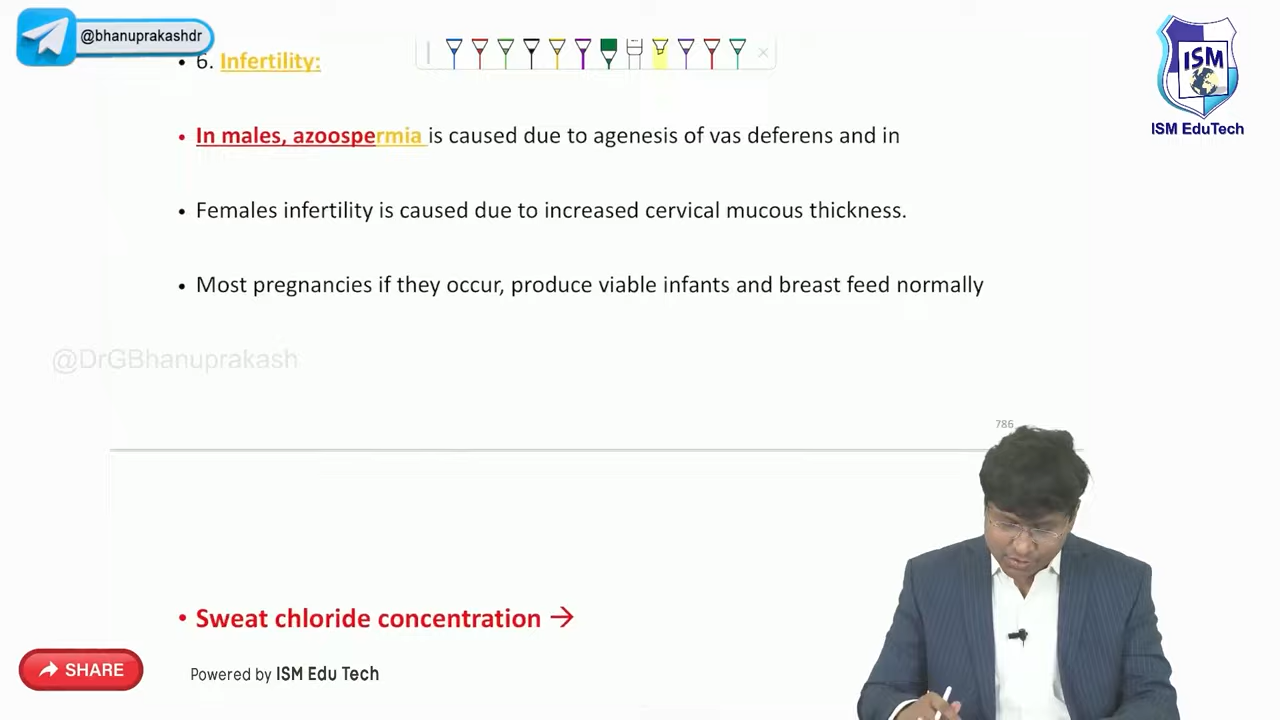 @bhanuprakashdr
ISM
ISM EduTech
• 6. Infertility:
• In males, azoospermia is caused due to agenesis of vas deferens and in
• Females infertility is caused due to increased cervical mucous thickness.
• Most pregnancies if they occur, produce viable infants and breast feed normally
@DrGBhanuprakash
786
• Sweat chloride concentration →
SHARE
Powered by ISM Edu Tech